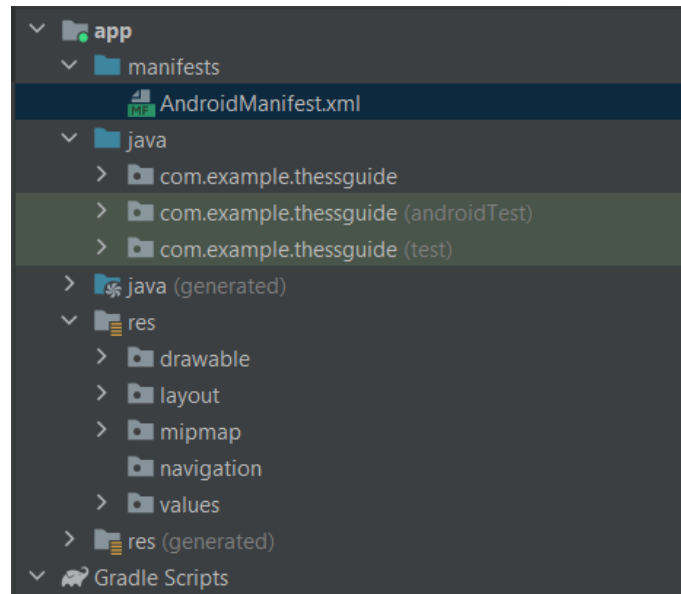 app
manifests
MF AndroidManifest.xml
java
com.example.thessguide
com.example.thessguide (androidTest)
com.example.thessguide (test)
java (generated)
res
drawable
layout
mipmap
navigation
values
res (generated)
Gradle Scripts